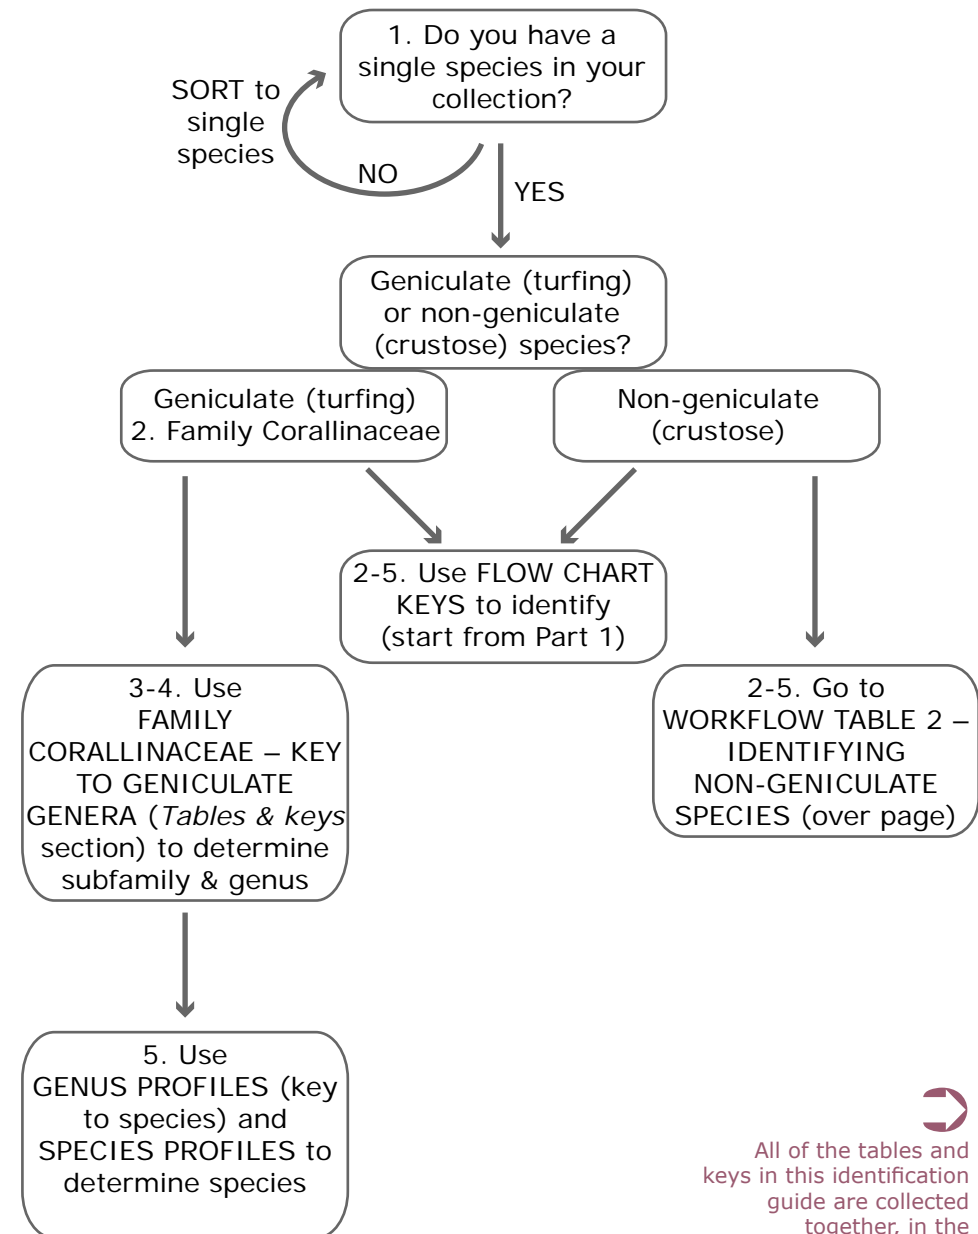 1. Do you have a
single species in your
collection?
SORT to
single
species
NO
YES
Geniculate (turfing)
or non-geniculate
(crustose) species?
Geniculate (turfing)
2. Family Corallinaceae
Non-geniculate
(crustose)
2-5. Use FLOW CHART
KEYS to identify
(start from Part 1)
3-4. Use
FAMILY
CORALLINACEAE – KEY
TO GENICULATE
GENERA (Tables & keys
section) to determine
subfamily & genus
2-5. Go to
WORKFLOW TABLE 2 –
IDENTIFYING
NON-GENICULATE
SPECIES (over page)
5. Use
GENUS PROFILES (key
to species) and
SPECIES PROFILES to
determine species
All of the tables and
keys in this identification
guide are collected
together, in the